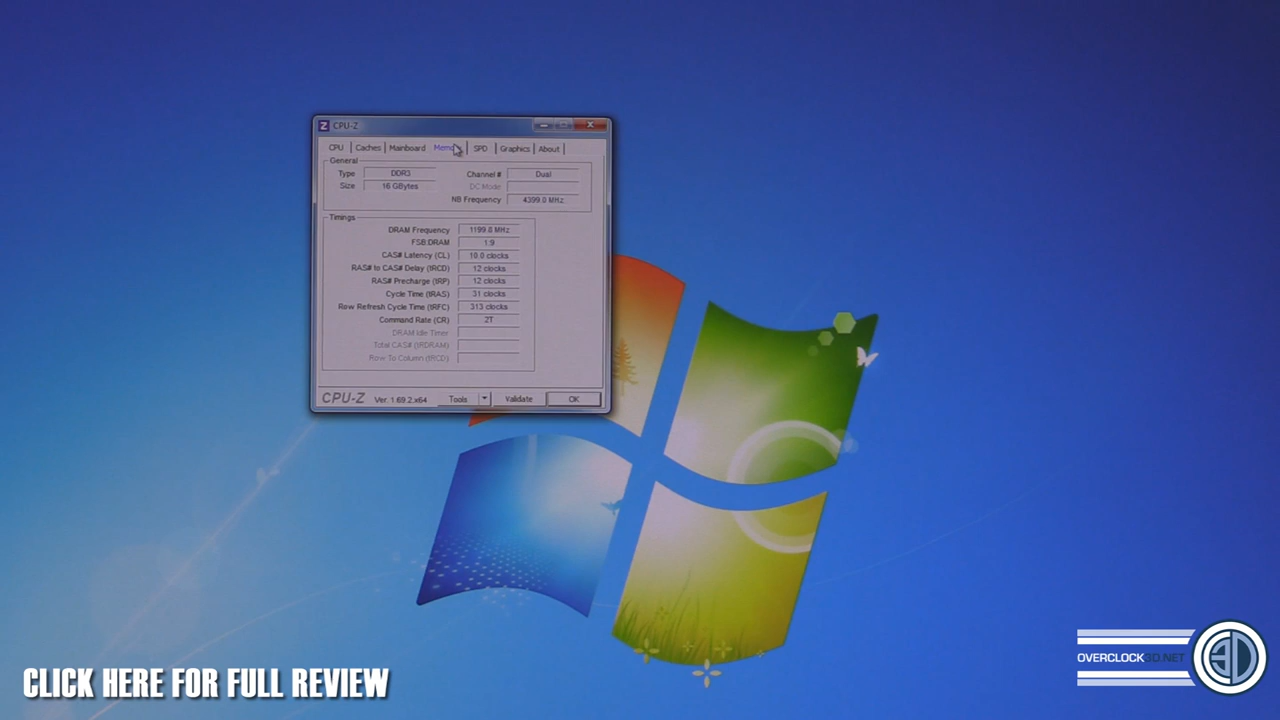 CPU-Z
CPU Caches Mainboard Memo SPD Graphics About
General
Type DDR3 Channel # Dual
Size 16 GBytes DC Mode
NB Frequency 4399.0 MHz
Timings
DRAM Frequency 1199.8 MHz
FSB:DRAM 1:9
CAS# Latency (CL) 10.0 clocks
RAS# to CAS# Delay (tRCD) 12 clocks
RAS# Precharge (tRP) 12 clocks
Cycle Time (tRAS) 31 clocks
Row Refresh Cycle Time (tRFC) 313 clocks
Command Rate (CR) 2T
DRAM Idle Timer
Total CAS# (tRDRAM)
Row To Column (tRCD)
CPU-Z Ver. 1.69.2.x64 Tools Validate OK
CLICK HERE FOR FULL REVIEW
OVERCLOCK3D.NET 3D